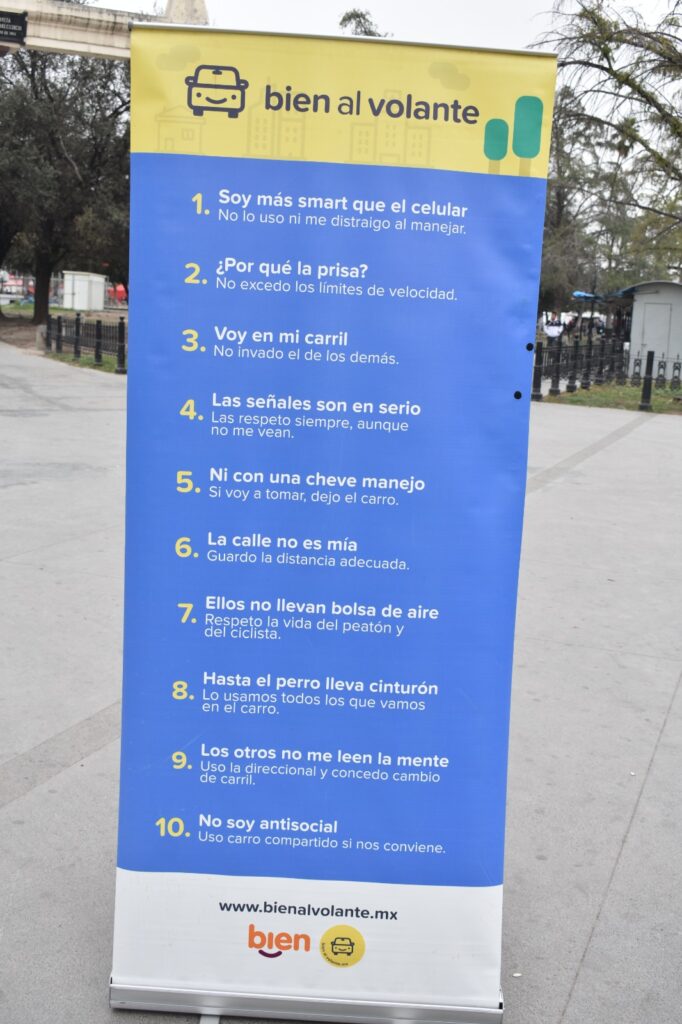 bien al volante
1. Soy más smart que el celular
No lo uso ni me distraigo al manejar.
2. ¿Por qué la prisa?
No excedo los límites de velocidad.
3. Voy en mi carril
No invado el de los demás.
4. Las señales son en serio
Las respeto siempre, aunque
no me vean.
5. Ni con una cheve manejo
Si voy a tomar, dejo el carro.
6. La calle no es mía
Guardo la distancia adecuada.
7. Ellos no llevan bolsa de aire
Respeto la vida del peatón y
del ciclista.
8. Hasta el perro lleva cinturón
Lo usamos todos los que vamos
en el carro.
9. Los otros no me leen la mente
Uso la direccional y concedo cambio
de carril.
10. No soy antisocial
Uso carro compartido si nos conviene.
www.bienalvolante.mx
bien